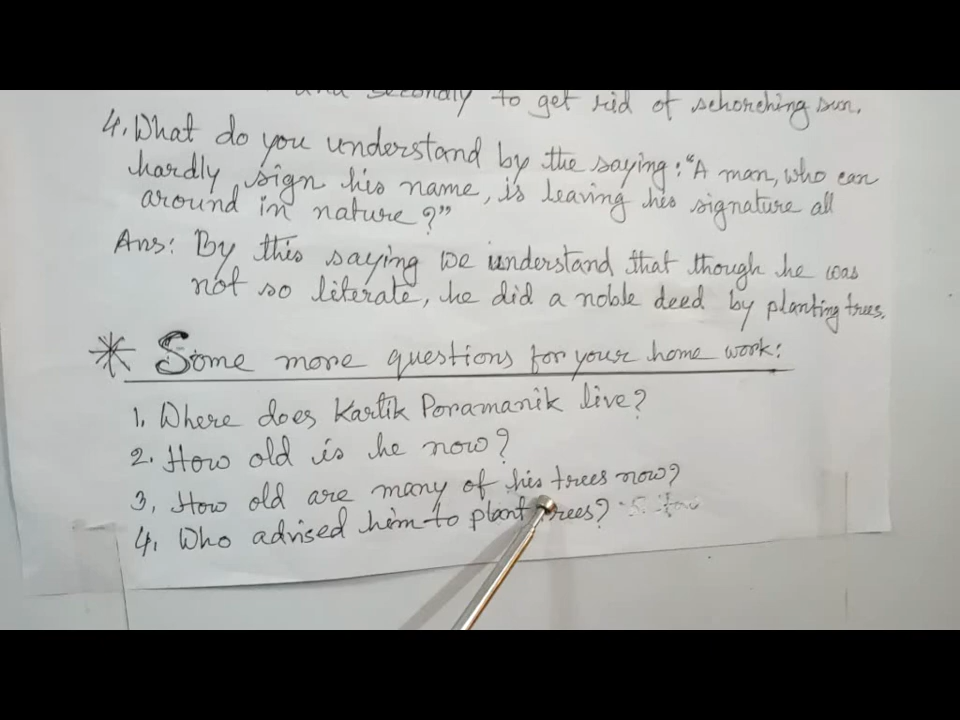 and secondly to get rid of schorching sun.
4. What do you understand by the saying: "A man, who can
hardly sign his name, is leaving his signature all
around in nature?"
Ans: By this saying we understand that though he was
not so literate, he did a noble deed by planting trees.
* Some more questions for your home work:
1. Where does Kartik Poramanik live?
2. How old is he now?
3. How old are many of his trees now?
4. Who advised him to plant trees? 5.